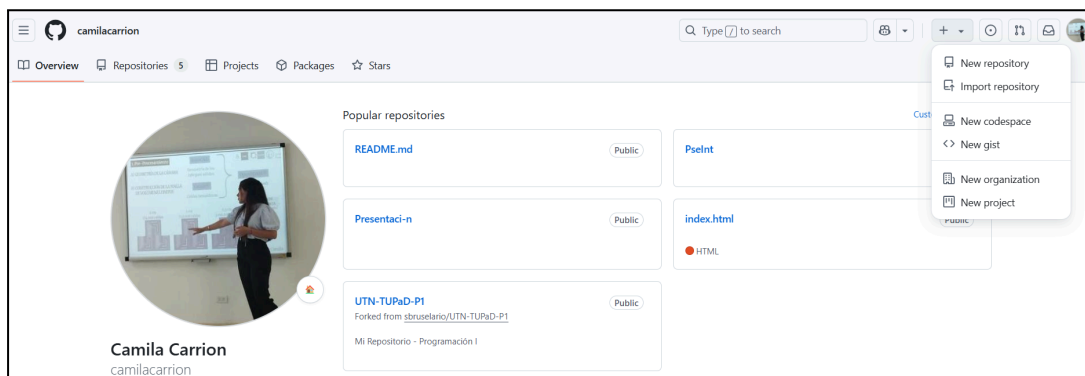 camilacarrion
Type / to search
Overview
Repositories 5
Projects
Packages
Stars
New repository
Import repository
New codespace
New gist
New organization
New project
Popular repositories
README.md
Public
PseInt
Presentaci-n
Public
index.html
Public
HTML
UTN-TUPaD-P1
Public
Forked from sbruselario/UTN-TUPaD-P1
Mi Repositorio - Programación I
Camila Carrion
camilacarrion